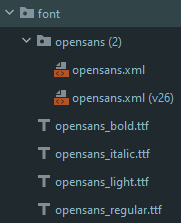 font
opensans (2)
opensans.xml
opensans.xml (v26)
opensans_bold.ttf
opensans_italic.ttf
opensans_light.ttf
opensans_regular.ttf